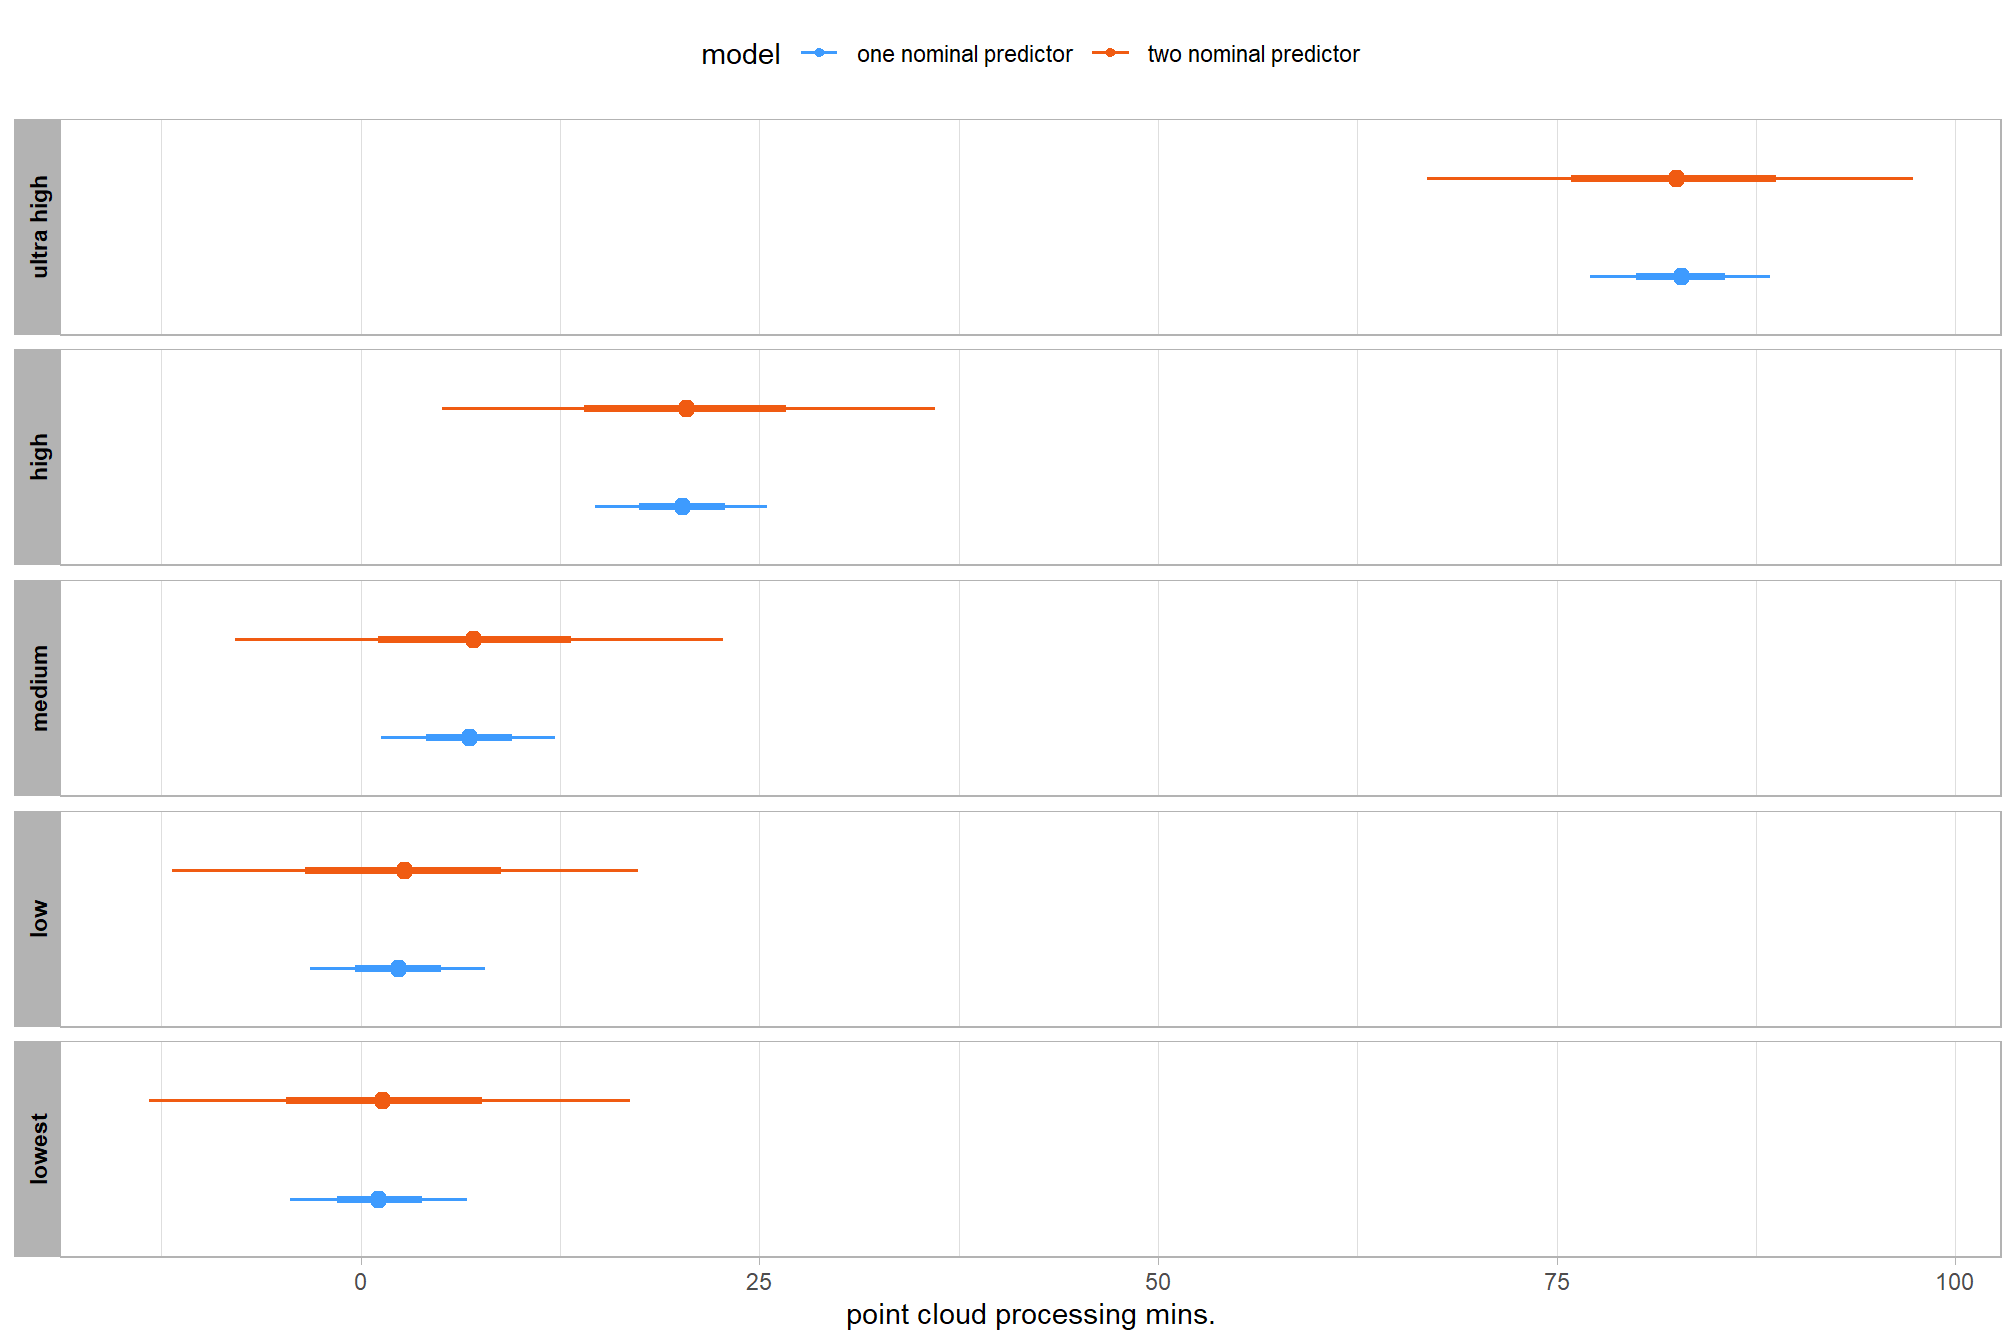 model one nominal predictor two nominal predictor
ultra high
high
medium
low
lowest
0 25 50 75 100
point cloud processing mins.